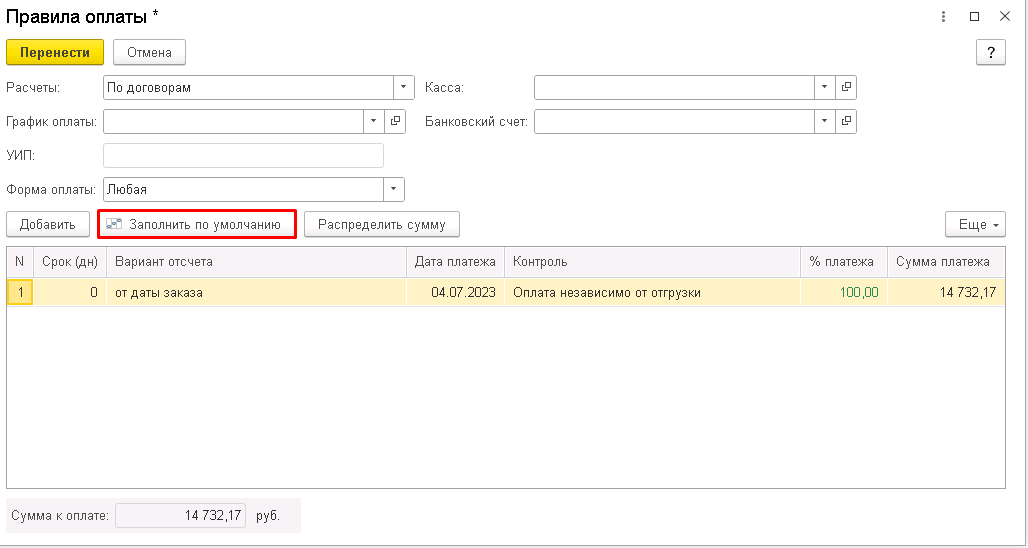 Правила оплаты *
Перенести Отмена ?
Расчеты: По договорам Касса:
График оплаты: Банковский счет:
УИП:
Форма оплаты: Любая
Добавить Заполнить по умолчанию Распределить сумму Еще
N Срок (дн) Вариант отсчета Дата платежа Контроль % платежа Сумма платежа
1 0 от даты заказа 04.07.2023 Оплата независимо от отгрузки 100,00 14 732,17
Сумма к оплате: 14 732,17 руб.